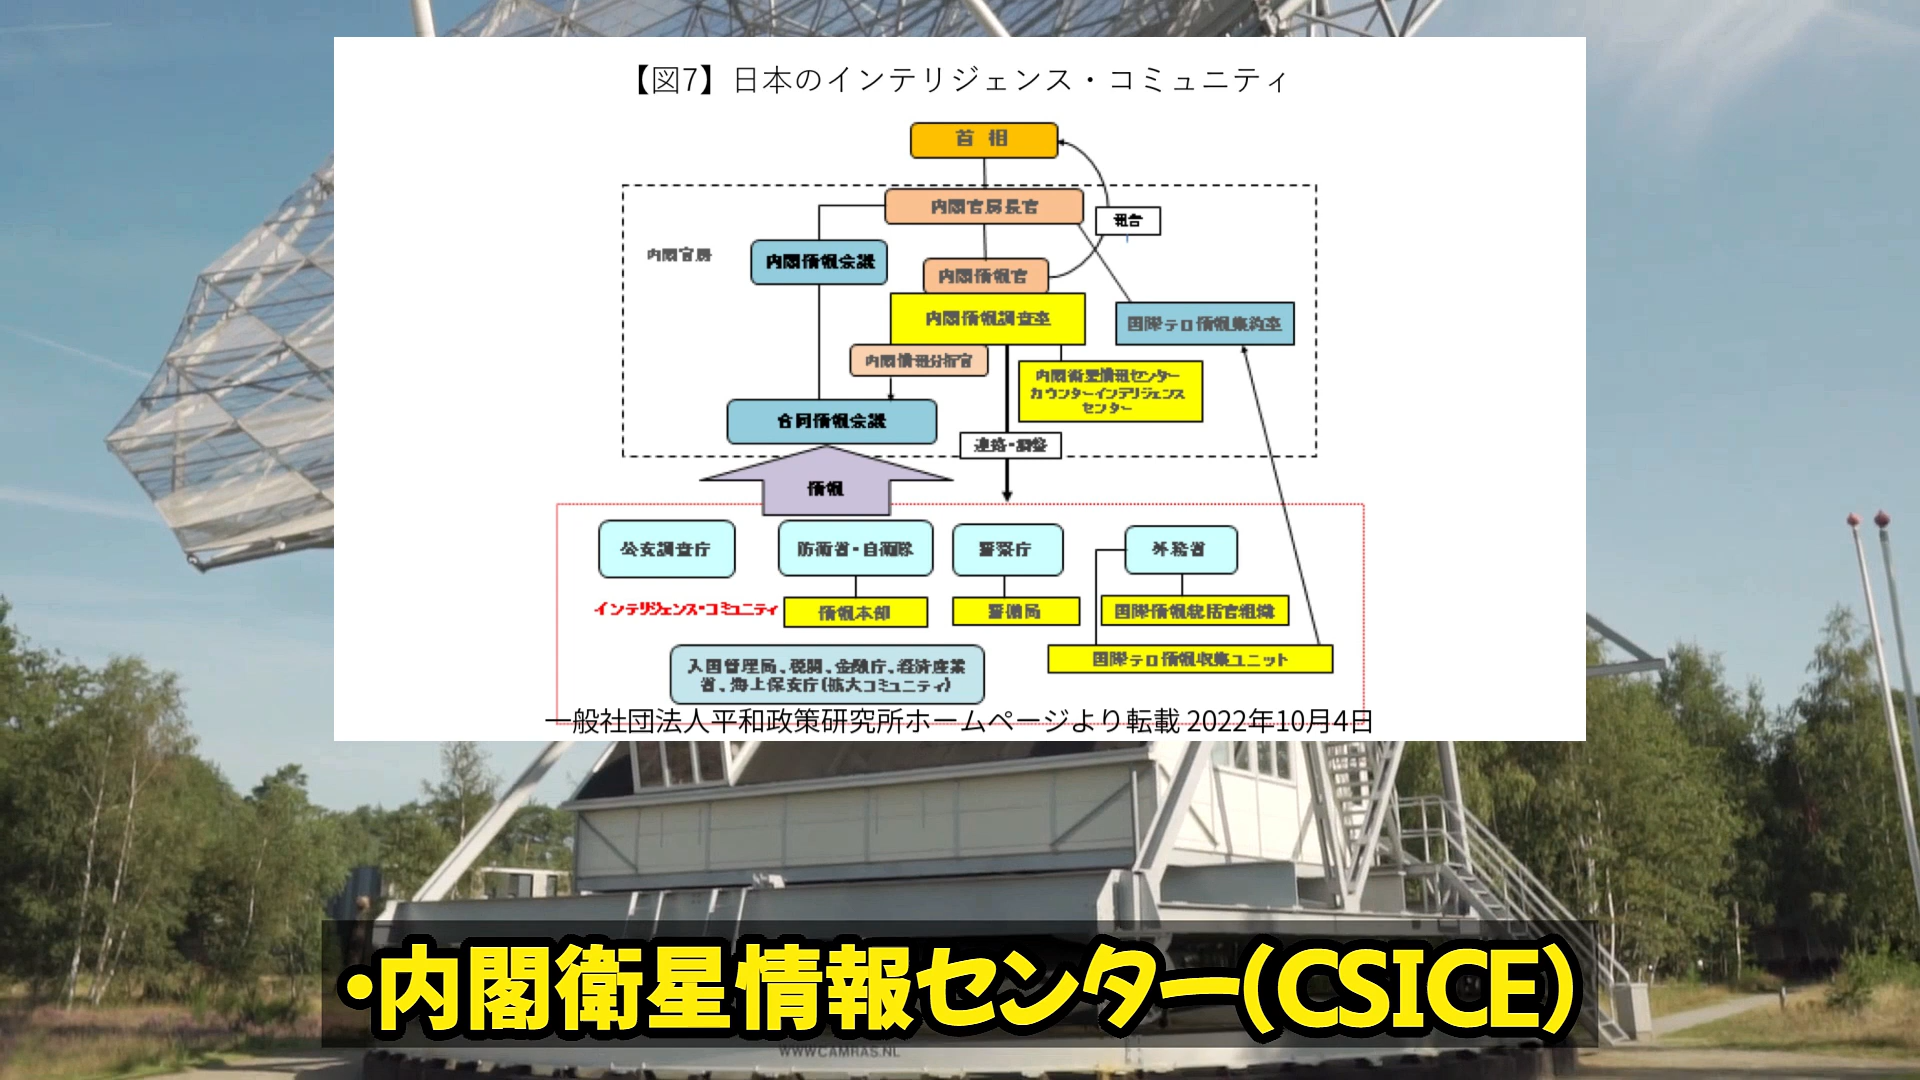 【図7】日本のインテリジェンス・コミュニティ
首 相
内閣官房長官
報告
内閣官房
内閣情報会議
内閣情報官
内閣情報調査室
国際テロ情報集約室
内閣情報分析官
内閣衛星情報センター
カウンターインテリジェンス
センター
合同情報会議
連絡・調整
情報
公安調査庁
防衛省・自衛隊
警察庁
外務省
インテリジェンス・コミュニティ
情報本部
警備局
国際情報統括官組織
国際テロ情報収集ユニット
入国管理局、税関、金融庁、経済産業
省、海上保安庁(拡大コミュニティ)
一般社団法人平和政策研究所ホームページより転載 2022年10月4日
・内閣衛星情報センター(CSICE)
WWW.CAMRAS.NL